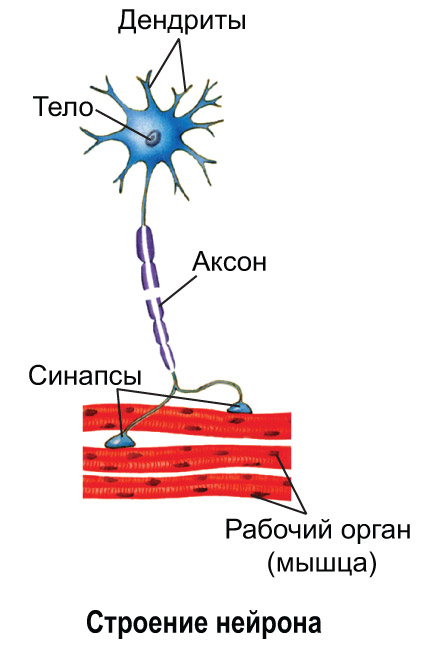 Дендриты
Тело
Аксон
Синапсы
Рабочий орган
(мышца)
Строение нейрона